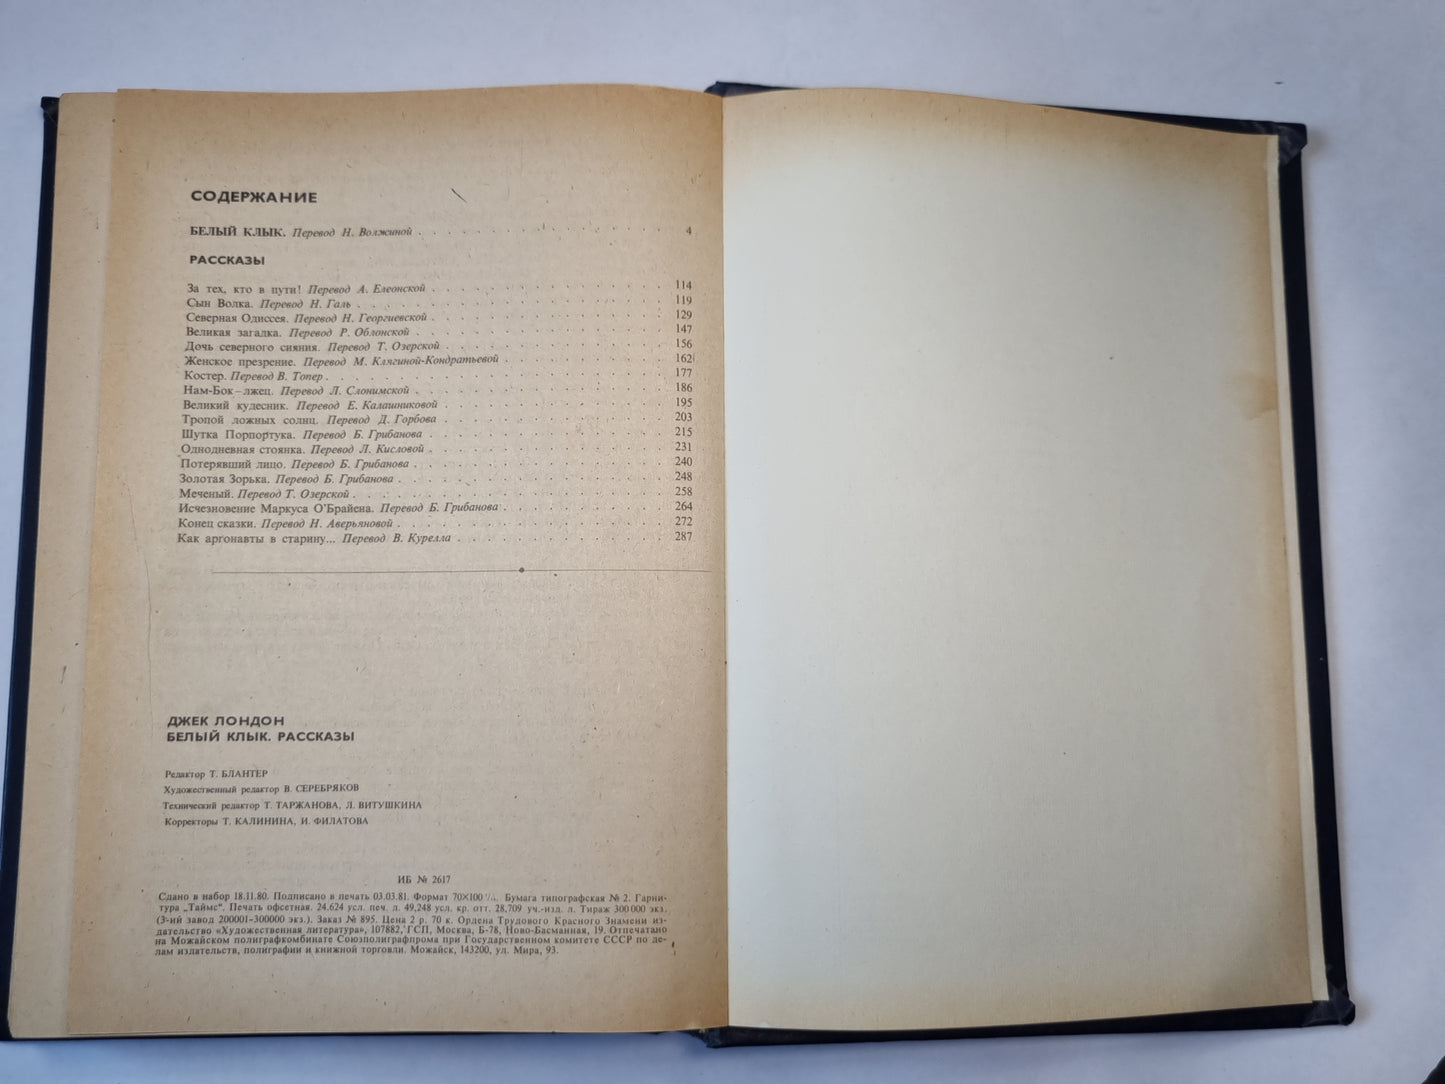 СОДЕРЖАНИЕ
БЕЛЫЙ КЛЫК. Перевод Н. Волжиной 4
РАССКАЗЫ
За тех, кто в пути! Перевод А. Елеонской 114
Сын Волка. Перевод Н. Галь 119
Северная Одиссея. Перевод Н. Георгиевской 129
Великая загадка. Перевод Р. Облонской 147
Дочь северного сияния. Перевод Т. Озерской 156
Женское презрение. Перевод М. Клягиной-Кондратьевой 162
Костер. Перевод В. Топер 177
Нам-Бок–лжец. Перевод Л. Слонимской 186
Великий кудесник. Перевод Е. Калашниковой 195
Тропой ложных солнц. Перевод Д. Горбова 203
Шутка Порпортука. Перевод Б. Грибанова 215
Однодневная стоянка. Перевод Л. Кисловой 231
Потерявший лицо. Перевод Б. Грибанова 240
Золотая Зорька. Перевод Б. Грибанова 248
Меченый. Перевод Т. Озерской 258
Исчезновение Маркуса О'Брайена. Перевод Б. Грибанова 264
Конец сказки. Перевод Н. Аверьяновой 272
Как аргонавты в старину... Перевод В. Курелла 287
ДЖЕК ЛОНДОН
БЕЛЫЙ КЛЫК. РАССКАЗЫ
Редактор Т. БЛАНТЕР
Художественный редактор В. СЕРЕБРЯКОВ
Технический редактор Т. ТАРЖАНОВА, Л. ВИТУШКИНА
Корректоры Т. КАЛИНИНА, И. ФИЛАТОВА
ИБ № 2617
Сдано в набор 18.11.80. Подписано в печать 03.03.81. Формат 70×100 Бумага типографская № 2. Гарни-
тура „Таймс". Печать офсетная. 24.624 усл. печ. л. 49,248 усл. кр. отт. 28,709 уч.-изд. л. Тираж 300 000 экз.
(3-ий завод 200001-300000 экз.). Заказ № 895. Цена 2 р. 70 к. Ордена Трудового Красного Знамени из-
дательство «Художественная литература», 107882, ГСП, Москва, Б-78, Ново-Басманная, 19. Отпечатано
на Можайском полиграфкомбинате Союзполиграфпрома при Государственном комитете СССР по де-
лам издательств, полиграфии и книжной торговли. Можайск, 143200, ул. Мира, 93.